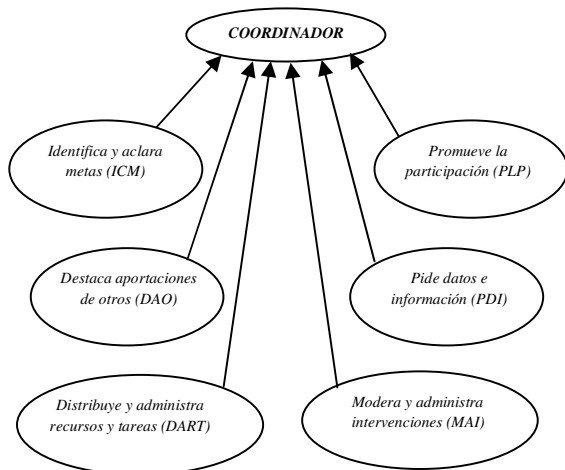 COORDINADOR
Identifica y aclara
metas (ICM)
Promueve la
participación (PLP)
Destaca aportaciones
de otros (DAO)
Pide datos e
información (PDI)
Distribuye y administra
recursos y tareas (DART)
Modera y administra
intervenciones (MAI)